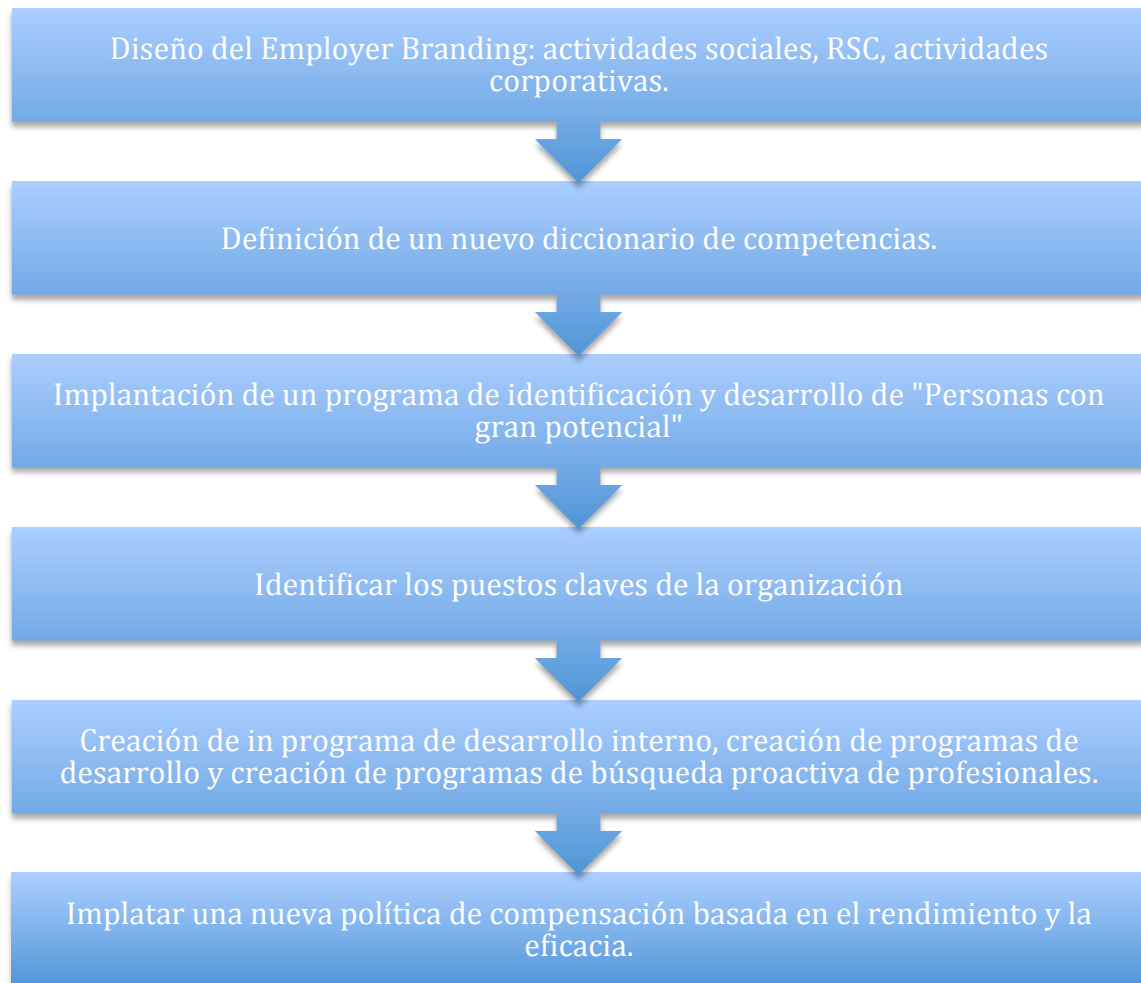 Diseño del Employer Branding: actividades sociales, RSC, actividades
corporativas.
Definición de un nuevo diccionario de competencias.
Implantación de un programa de identificación y desarrollo de "Personas con
gran potencial"
Identificar los puestos claves de la organización
Creación de in programa de desarrollo interno, creación de programas de
desarrollo y creación de programas de búsqueda proactiva de profesionales.
Implatar una nueva política de compensación basada en el rendimiento y la
eficacia.